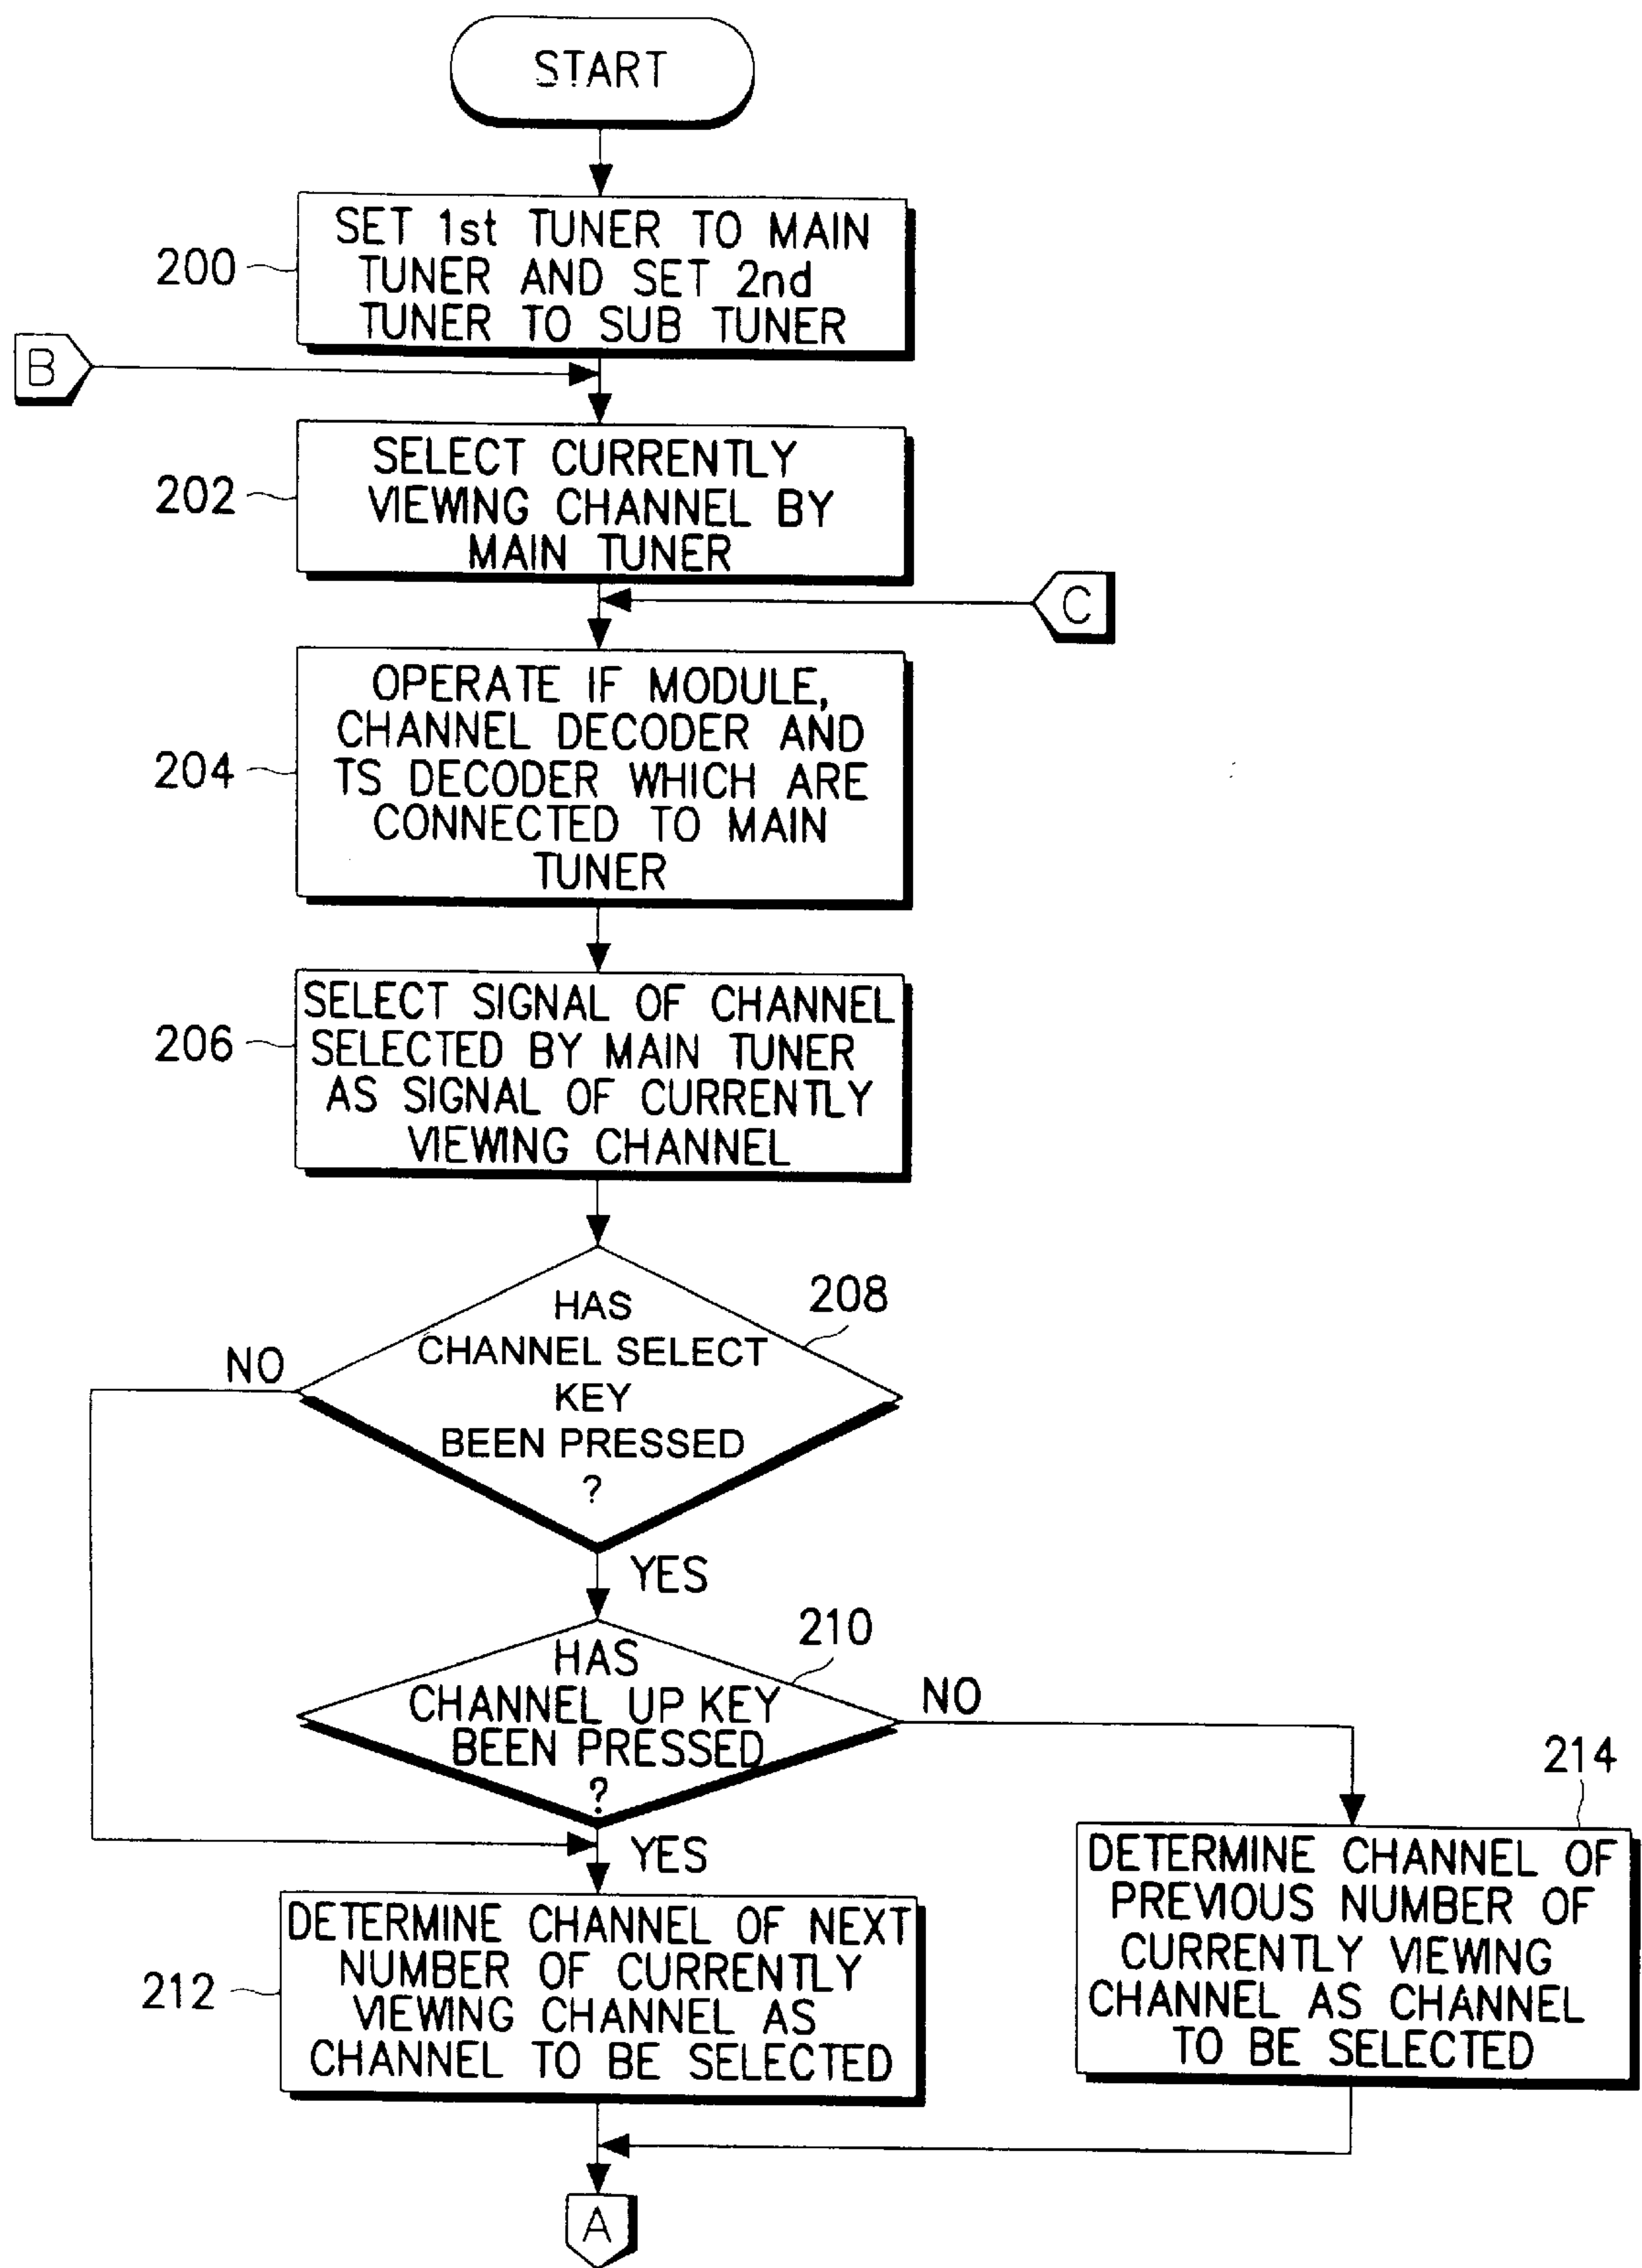 START
SET 1st TUNER TO MAIN
TUNER AND SET 2nd
TUNER TO SUB TUNER
200
B
SELECT CURRENTLY
VIEWING CHANNEL BY
MAIN TUNER
202
C
OPERATE IF MODULE,
CHANNEL DECODER AND
TS DECODER WHICH ARE
CONNECTED TO MAIN
TUNER
204
SELECT SIGNAL OF CHANNEL
SELECTED BY MAIN TUNER
AS SIGNAL OF CURRENTLY
VIEWING CHANNEL
206
HAS
CHANNEL SELECT
KEY
BEEN PRESSED
?
208
NO
YES
HAS
CHANNEL UP KEY
BEEN PRESSED
?
210
NO
YES
214
DETERMINE CHANNEL OF
PREVIOUS NUMBER OF
CURRENTLY VIEWING
CHANNEL AS CHANNEL
TO BE SELECTED
DETERMINE CHANNEL OF NEXT
NUMBER OF CURRENTLY
VIEWING CHANNEL AS
CHANNEL TO BE SELECTED
212
A